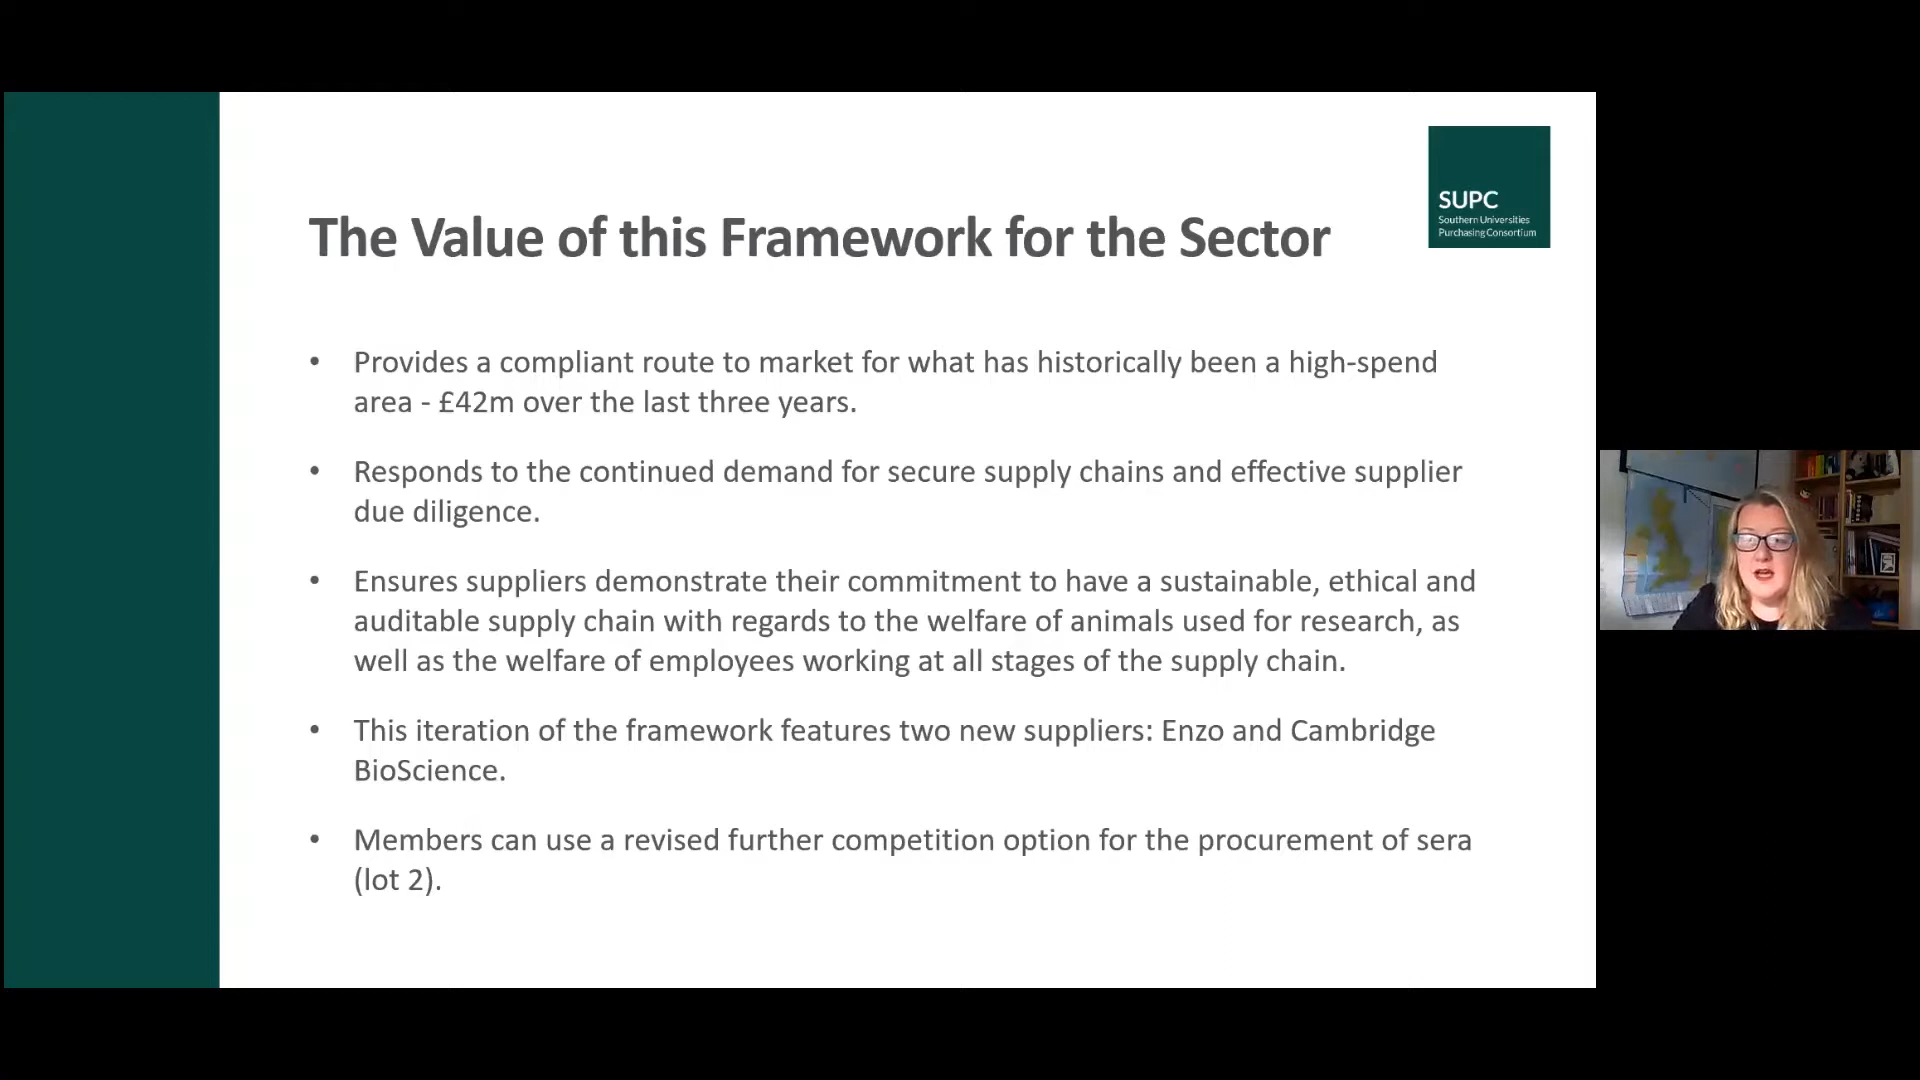 SUPC
Southern Universities
Purchasing Consortium
The Value of this Framework for the Sector
• Provides a compliant route to market for what has historically been a high-spend
area - £42m over the last three years.
• Responds to the continued demand for secure supply chains and effective supplier
due diligence.
• Ensures suppliers demonstrate their commitment to have a sustainable, ethical and
auditable supply chain with regards to the welfare of animals used for research, as
well as the welfare of employees working at all stages of the supply chain.
• This iteration of the framework features two new suppliers: Enzo and Cambridge
BioScience.
• Members can use a revised further competition option for the procurement of sera
(lot 2).